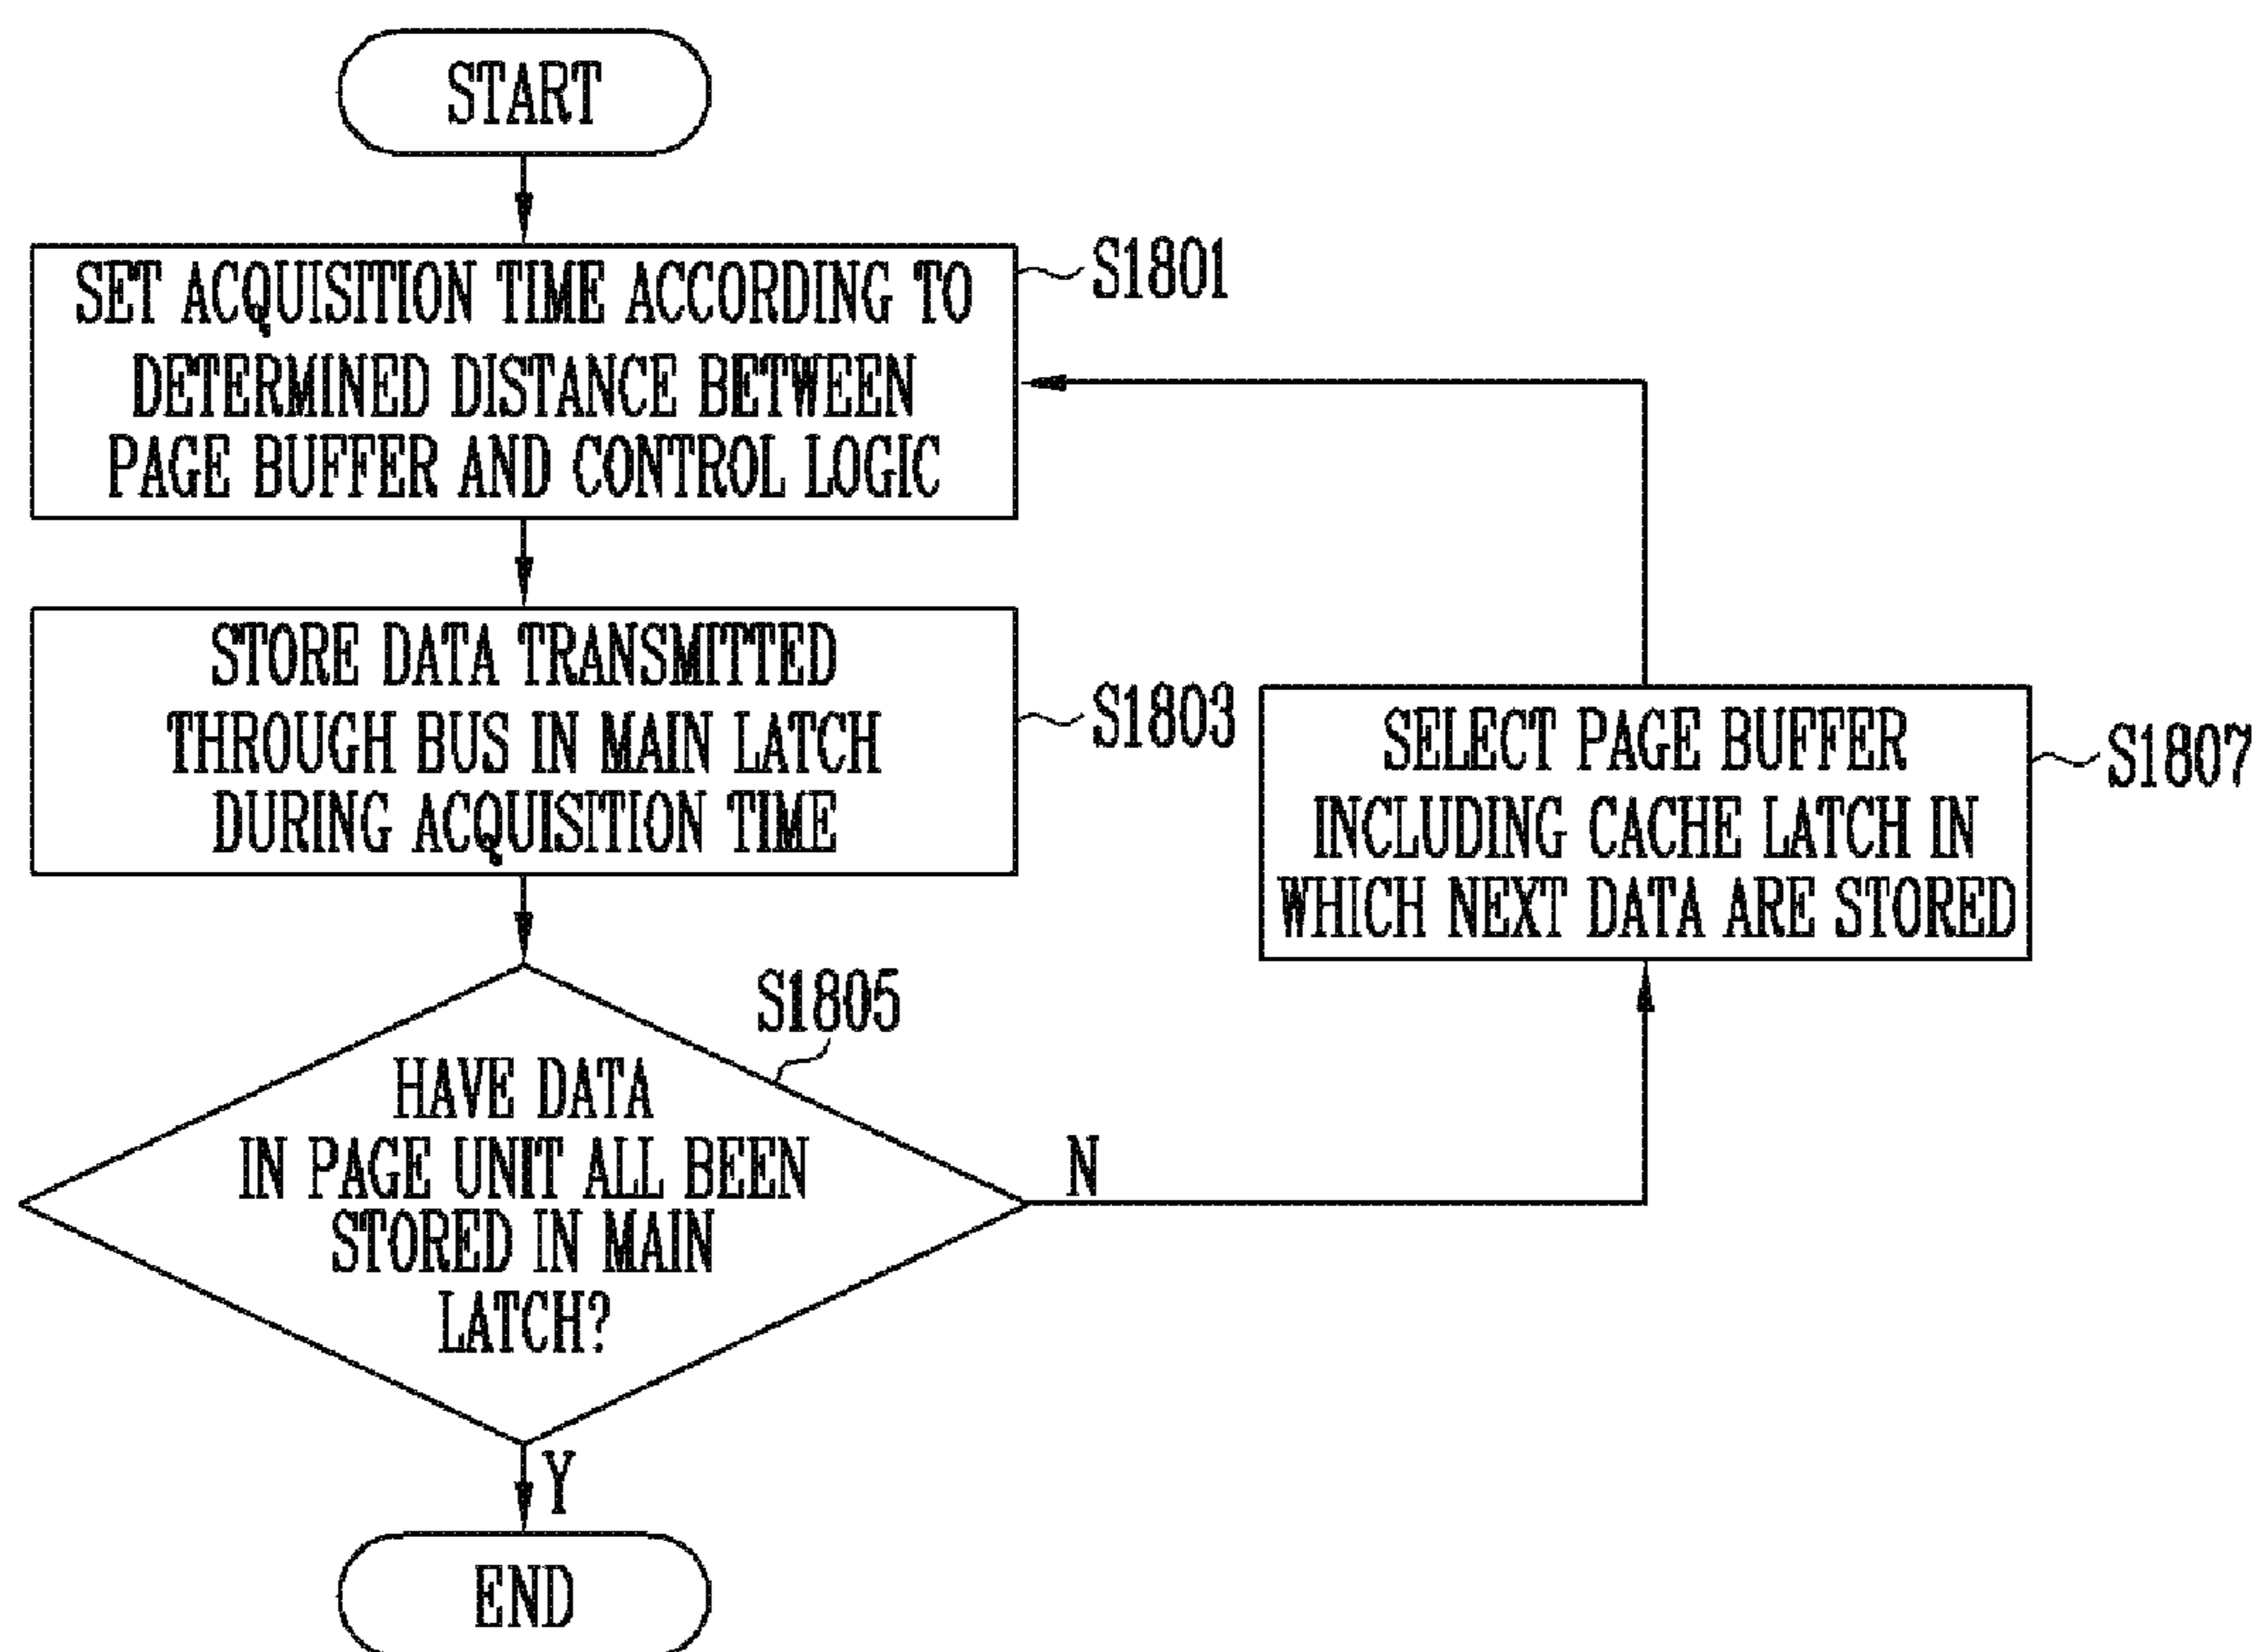 START
SET ACQUISITION TIME ACCORDING TO
DETERMINED DISTANCE BETWEEN
PAGE BUFFER AND CONTROL LOGIC
S1801
STORE DATA TRANSMITTED
THROUGH BUS IN MAIN LATCH
DURING ACQUISITION TIME
S1803
SELECT PAGE BUFFER
INCLUDING CACHE LATCH IN
WHICH NEXT DATA ARE STORED
S1807
S1805
HAVE DATA
IN PAGE UNIT ALL BEEN
STORED IN MAIN
LATCH?
N
Y
END